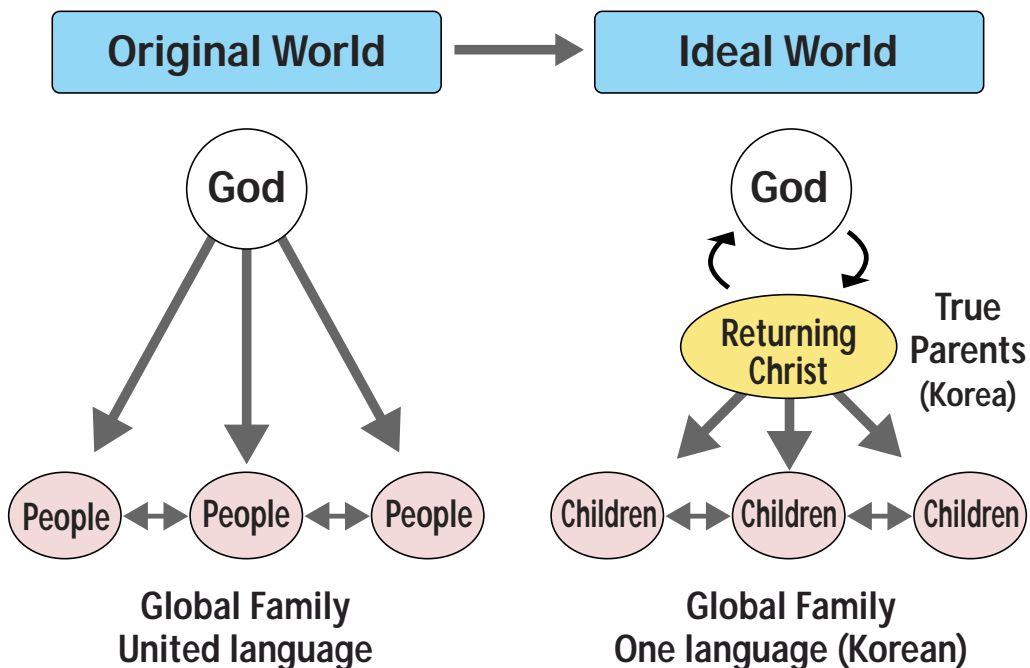 Original World
Ideal World
God
People
People
People
Global Family
United language
God
Returning
Christ
True
Parents
(Korea)
Children
Children
Children
Global Family
One language (Korean)